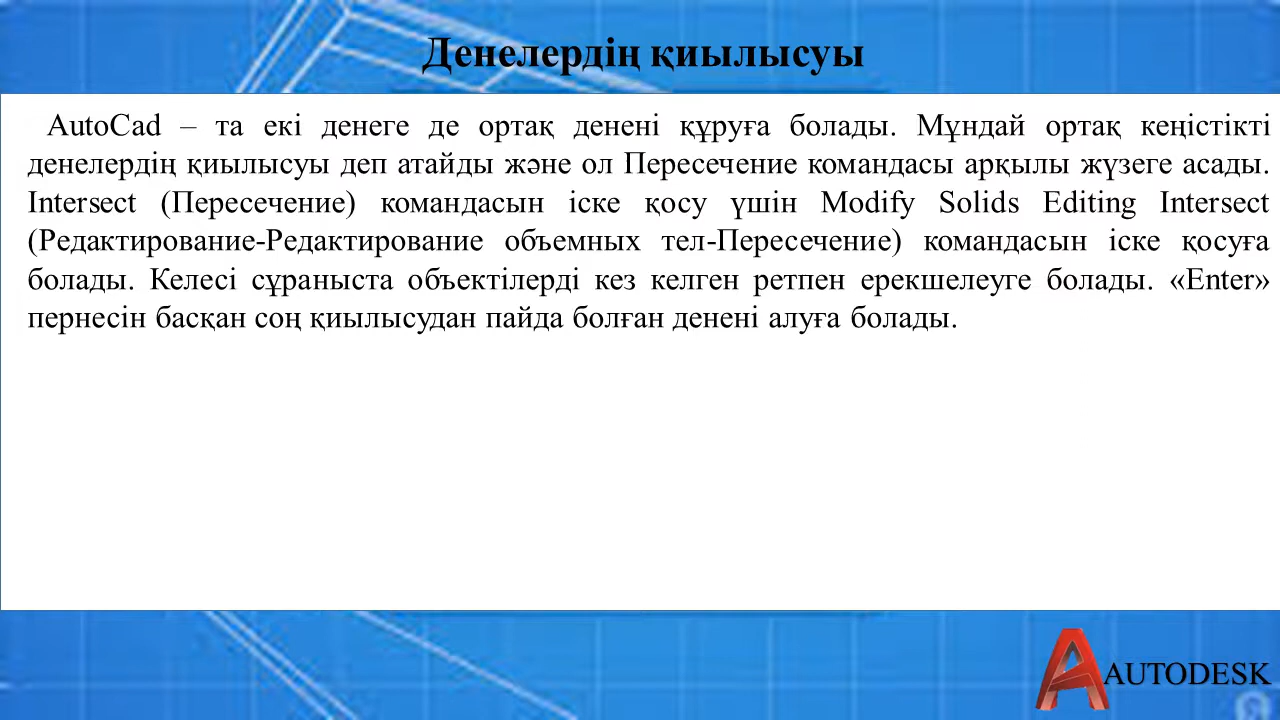 Денелердің қиылысуы
AutoCad – та екі денеге де ортақ денені құруға болады. Мұндай ортақ кеңістікті
денелердің қиылысуы деп атайды және ол Пересечение командасы арқылы жүзеге асады.
Intersect (Пересечение) командасын іске қосу үшін Modify Solids Editing Intersect
(Редактирование-Редактирование объемных тел-Пересечение) командасын іске қосуға
болады. Келесі сұраныста объектілерді кез келген ретпен ерекшелеуге болады. «Enter»
пернесін басқан соң қиылысудан пайда болған денені алуға болады.
AUTODESK